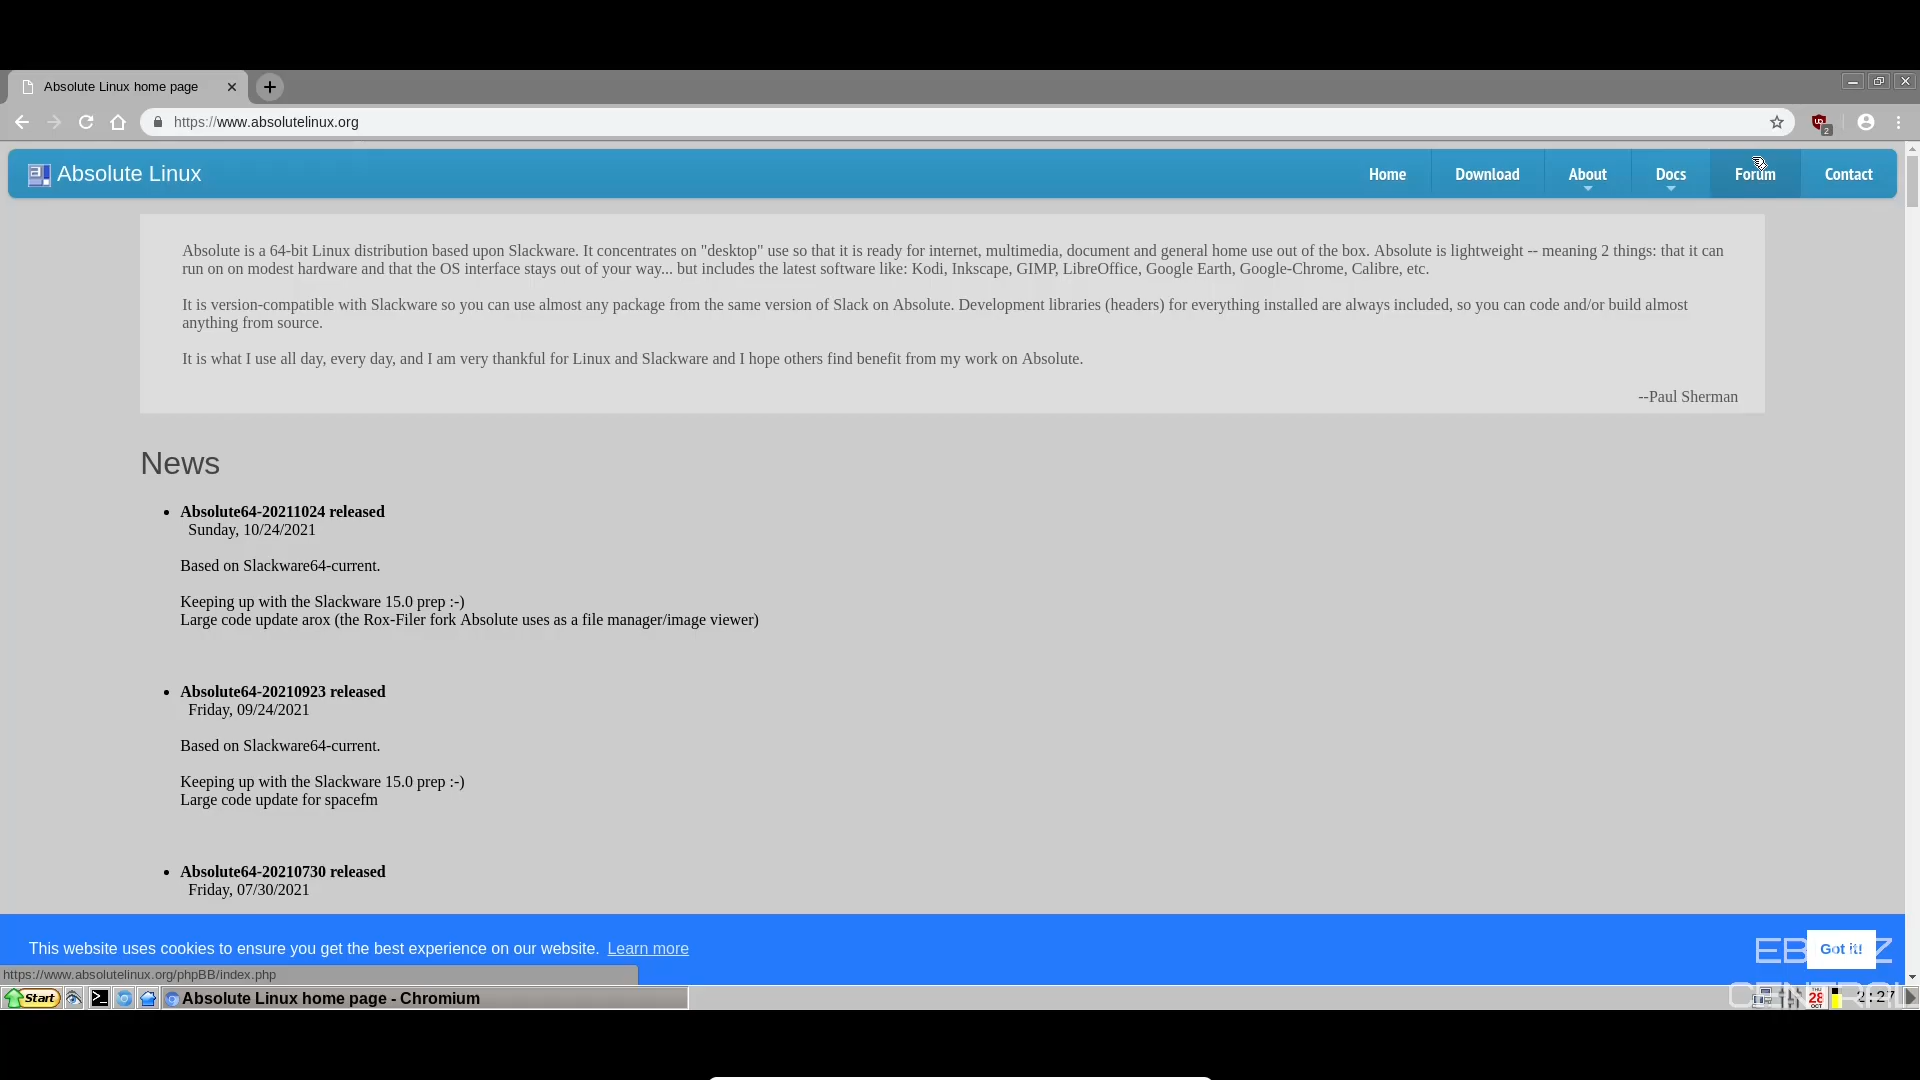 Absolute Linux home page
https://www.absolutelinux.org
2
Absolute Linux
Home
Download
About
Docs
Forum
Contact
Absolute is a 64-bit Linux distribution based upon Slackware. It concentrates on "desktop" use so that it is ready for internet, multimedia, document and general home use out of the box. Absolute is lightweight -- meaning 2 things: that it can
run on on modest hardware and that the OS interface stays out of your way... but includes the latest software like: Kodi, Inkscape, GIMP, LibreOffice, Google Earth, Google-Chrome, Calibre, etc.
It is version-compatible with Slackware so you can use almost any package from the same version of Slack on Absolute. Development libraries (headers) for everything installed are always included, so you can code and/or build almost
anything from source.
It is what I use all day, every day, and I am very thankful for Linux and Slackware and I hope others find benefit from my work on Absolute.
--Paul Sherman
News
Absolute64-20211024 released
Sunday, 10/24/2021
Based on Slackware64-current.
Keeping up with the Slackware 15.0 prep :-)
Large code update arox (the Rox-Filer fork Absolute uses as a file manager/image viewer)
Absolute64-20210923 released
Friday, 09/24/2021
Based on Slackware64-current.
Keeping up with the Slackware 15.0 prep :-)
Large code update for spacefm
Absolute64-20210730 released
Friday, 07/30/2021
This website uses cookies to ensure you get the best experience on our website. Learn more
Got it!
https://www.absolutelinux.org/phpBB/index.php
Start
Absolute Linux home page - Chromium
THU
28
OCT
CENTRAL